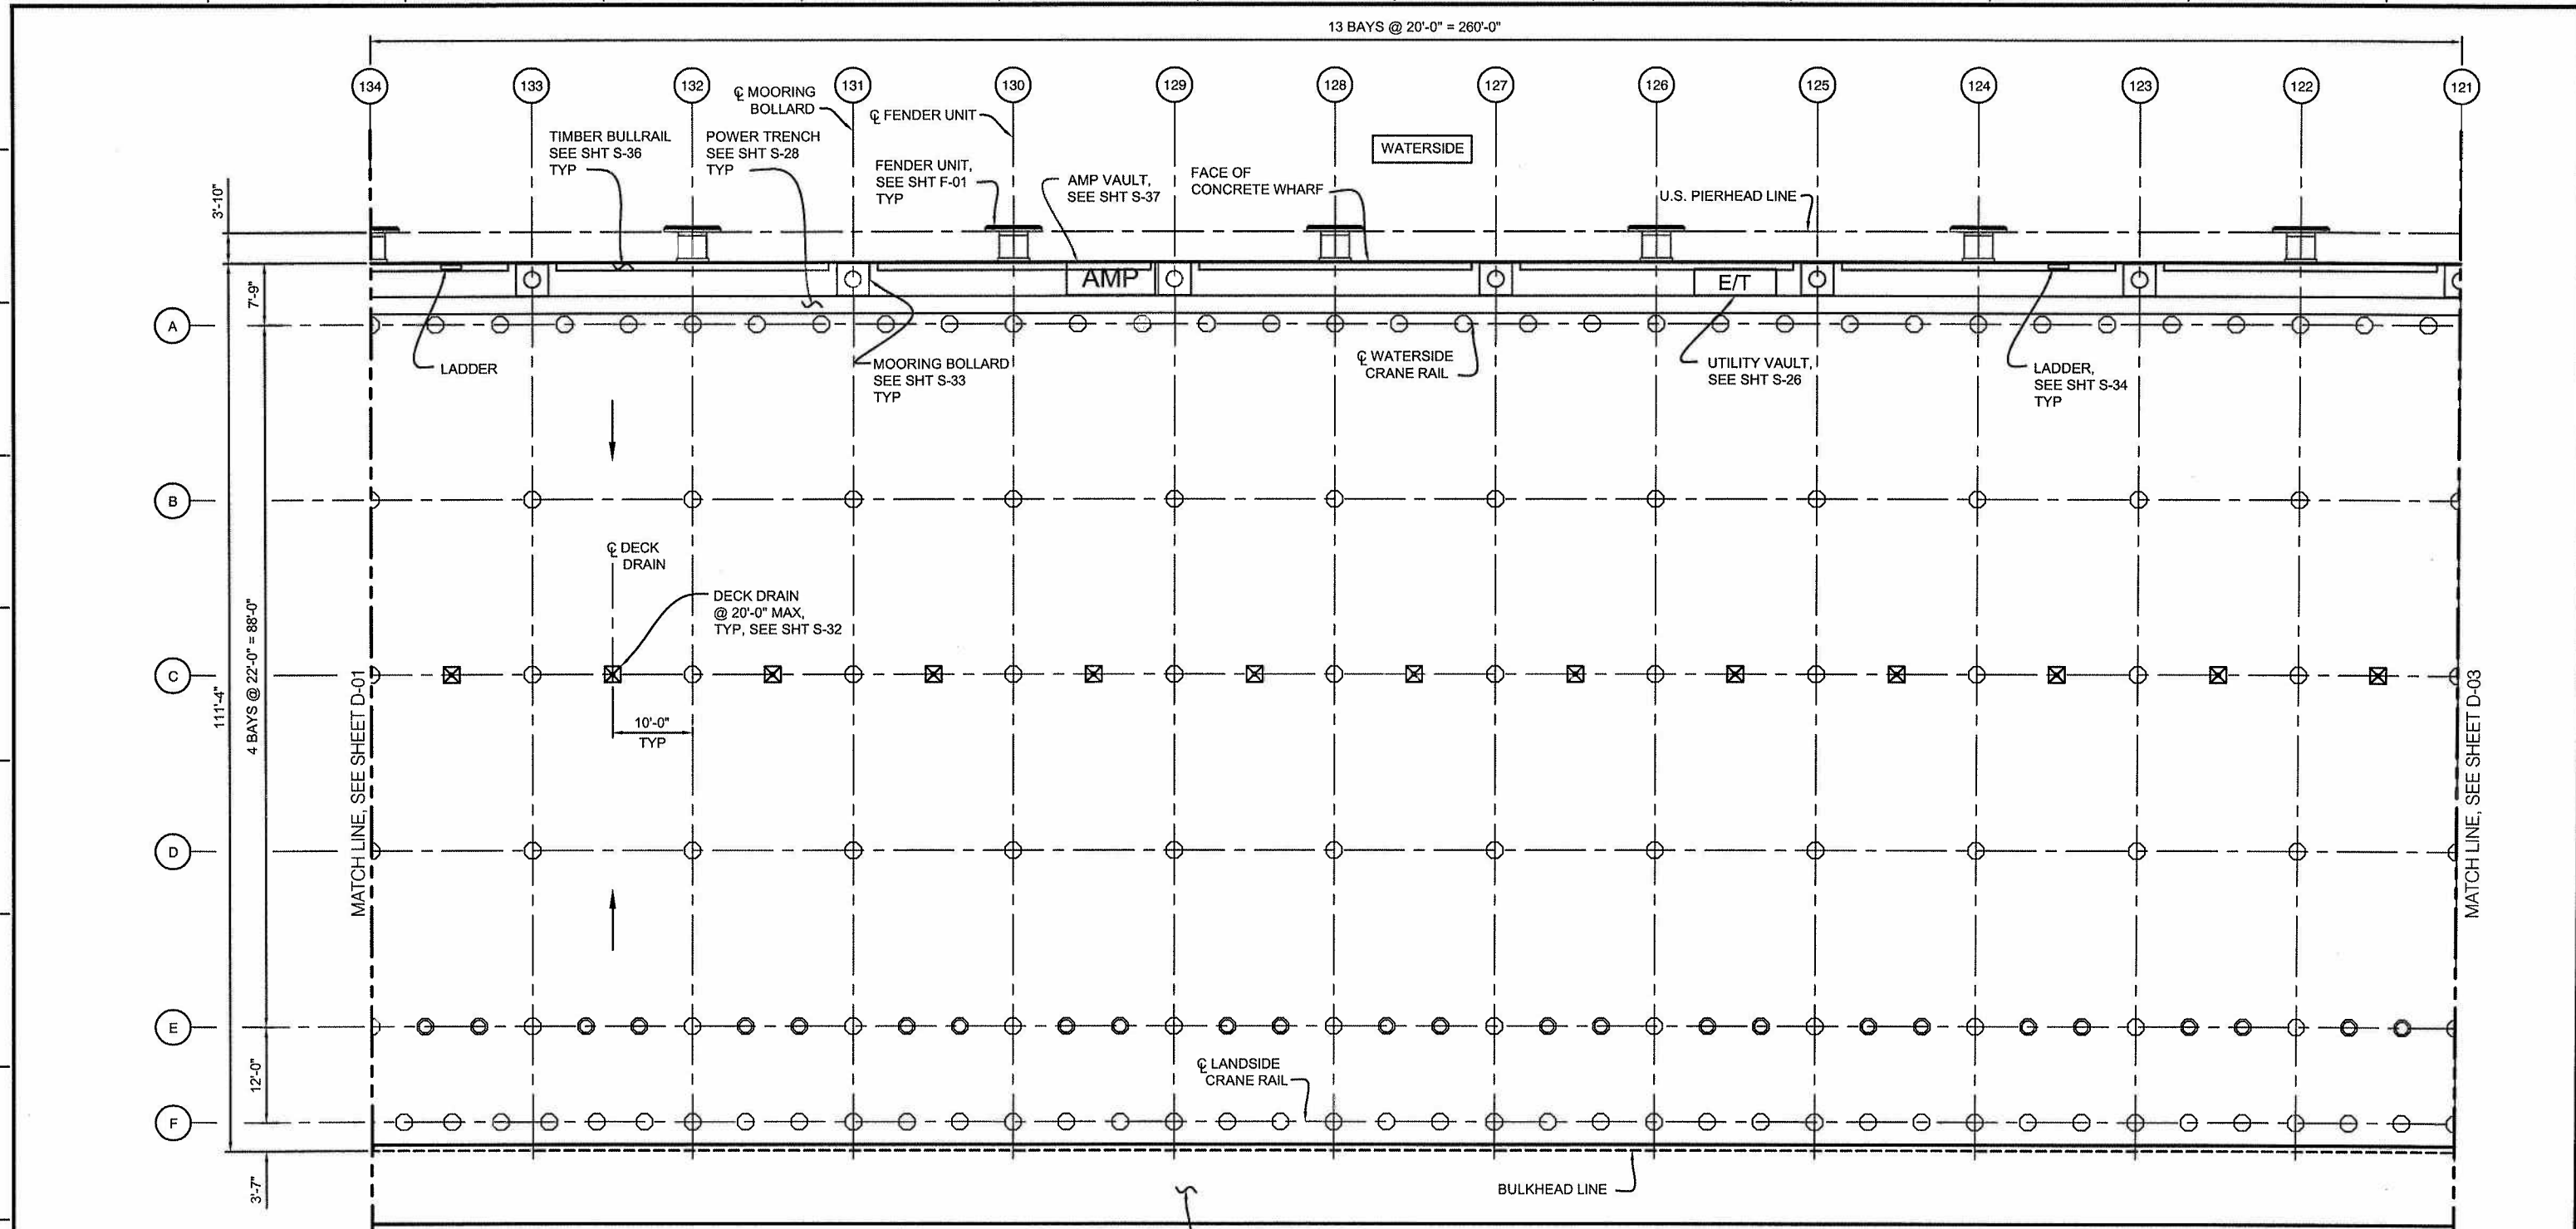 13 BAYS @ 20'-0" = 260'-0"
134
133
132
131
130
129
128
127
126
125
124
123
122
121
℄ MOORING
BOLLARD
℄ FENDER UNIT
TIMBER BULLRAIL
SEE SHT S-36
TYP
POWER TRENCH
SEE SHT S-28
TYP
FENDER UNIT,
SEE SHT F-01
TYP
AMP VAULT,
SEE SHT S-37
FACE OF
CONCRETE WHARF
WATERSIDE
U.S. PIERHEAD LINE
3'-10"
7'-9"
AMP
E/T
A
LADDER
MOORING BOLLARD
SEE SHT S-33
TYP
℄ WATERSIDE
CRANE RAIL
UTILITY VAULT,
SEE SHT S-26
LADDER,
SEE SHT S-34
TYP
B
℄ DECK
DRAIN
DECK DRAIN
@ 20'-0" MAX,
TYP, SEE SHT S-32
C
10'-0"
TYP
111'-4"
4 BAYS @ 22'-0" = 88'-0"
MATCH LINE, SEE SHEET D-01
MATCH LINE, SEE SHEET D-03
D
E
12'-0"
℄ LANDSIDE
CRANE RAIL
F
3'-7"
BULKHEAD LINE